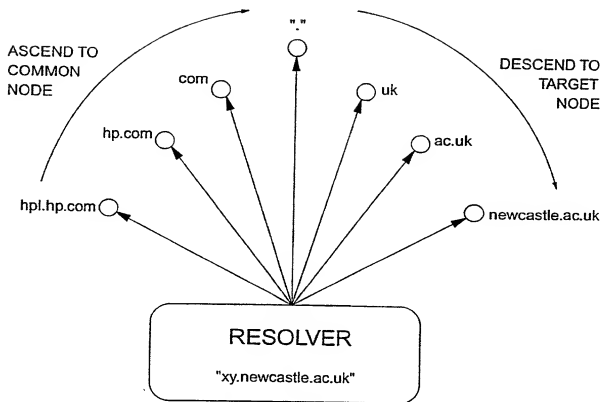 "."
ASCEND TO
COMMON
NODE
DESCEND TO
TARGET
NODE
com
uk
hp.com
ac.uk
hpl.hp.com
newcastle.ac.uk
RESOLVER
"xy.newcastle.ac.uk"